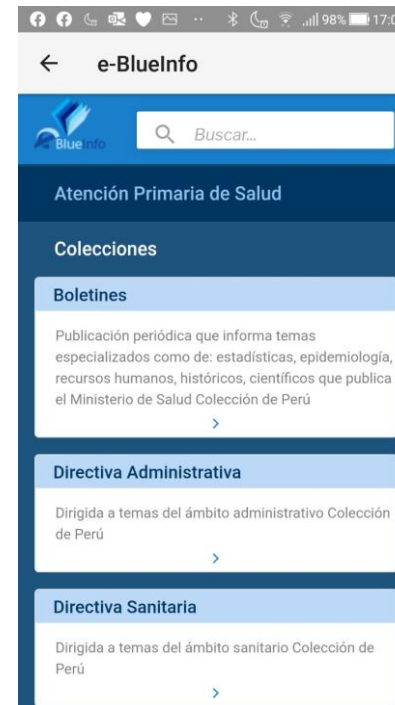 98% 17:0
e-BlueInfo
BlueInfo
Buscar...
Atención Primaria de Salud
Colecciones
Boletines
Publicación periódica que informa temas
especializados como de: estadísticas, epidemiología,
recursos humanos, históricos, científicos que publica
el Ministerio de Salud Colección de Perú
Directiva Administrativa
Dirigida a temas del ámbito administrativo Colección
de Perú
Directiva Sanitaria
Dirigida a temas del ámbito sanitario Colección de
Perú